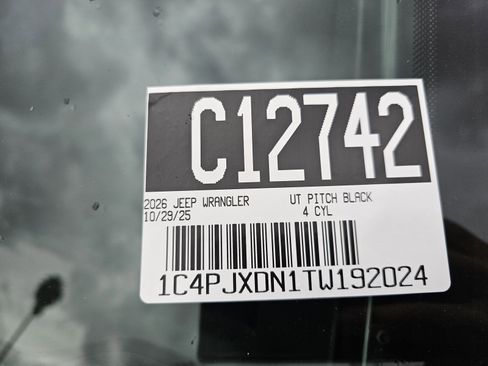 C12742
2026 JEEP WRANGLER UT PITCH BLACK
10/29/25 4 CYL
1C4PJXDN1TW192024